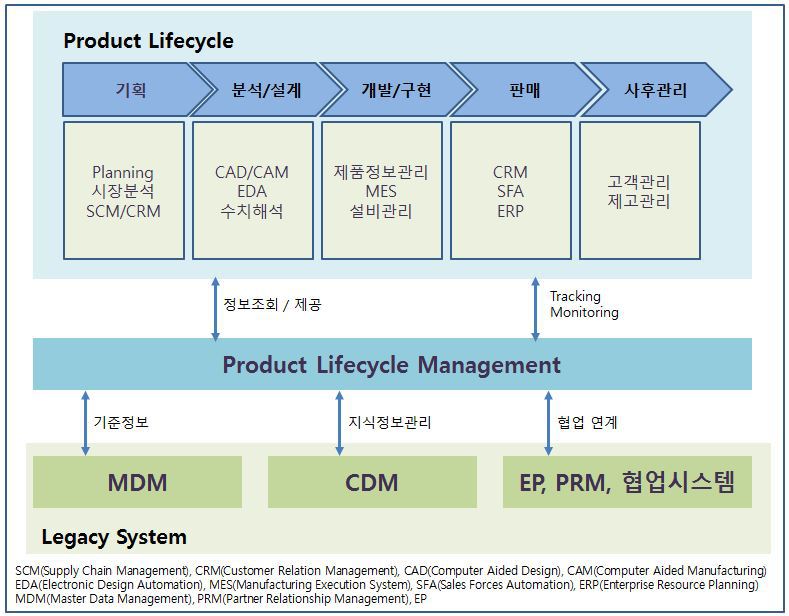 Product Lifecycle
기획
분석/설계
개발/구현
판매
사후관리
Planning
시장분석
SCM/CRM
CAD/CAM
EDA
수치해석
제품정보관리
MES
설비관리
CRM
SFA
ERP
고객관리
제고관리
정보조회 / 제공
Tracking
Monitoring
Product Lifecycle Management
기준정보
지식정보관리
협업 연계
MDM
CDM
EP, PRM, 협업시스템
Legacy System
SCM(Supply Chain Management), CRM(Customer Relation Management), CAD(Computer Aided Design), CAM(Computer Aided Manufacturing)
EDA(Electronic Design Automation), MES(Manufacturing Execution System), SFA(Sales Forces Automation), ERP(Enterprise Resource Planning)
MDM(Master Data Management), PRM(Partner Relationship Management), EP